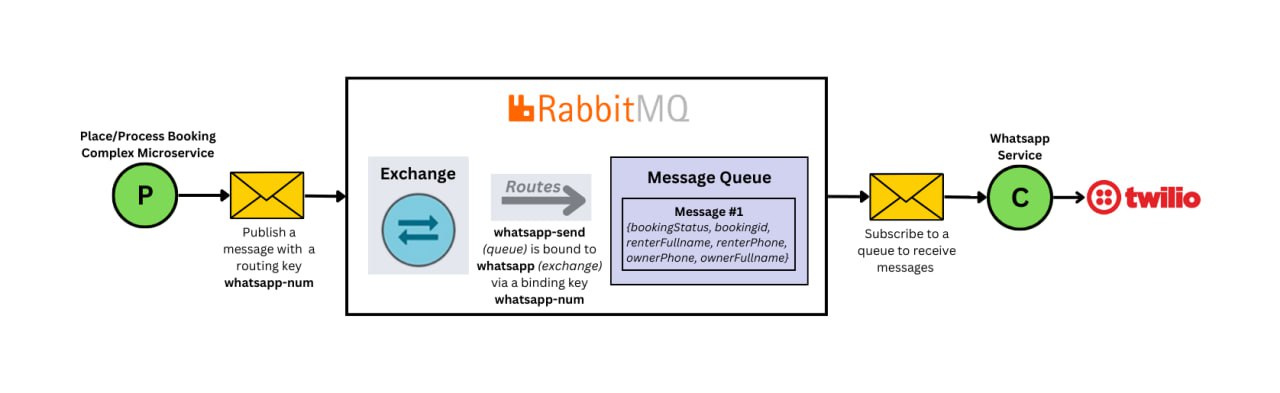 Place/Process Booking
Complex Microservice
P
Publish a
message with a
routing key
whatsapp-num
RabbitMQ
Exchange
Routes
whatsapp-send
(queue) is bound to
whatsapp (exchange)
via a binding key
whatsapp-num
Message Queue
Message #1
{bookingStatus, bookingid,
renterFullname, renterPhone,
ownerPhone, ownerFullname}
Subscribe to a
queue to receive
messages
Whatsapp
Service
C
twilio